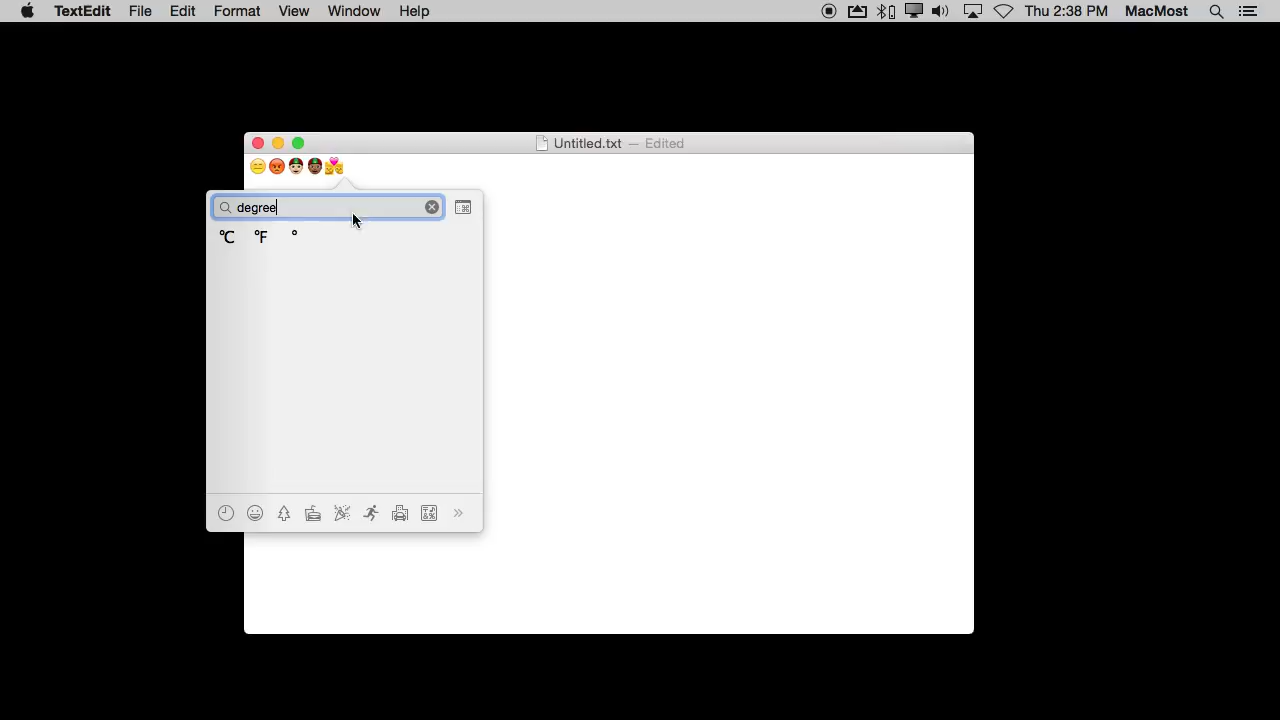 TextEdit File Edit Format View Window Help Thu 2:38 PM MacMost
Untitled.txt — Edited
😑😡👲🏼👲🏾💏
degree
℃ ℉ °